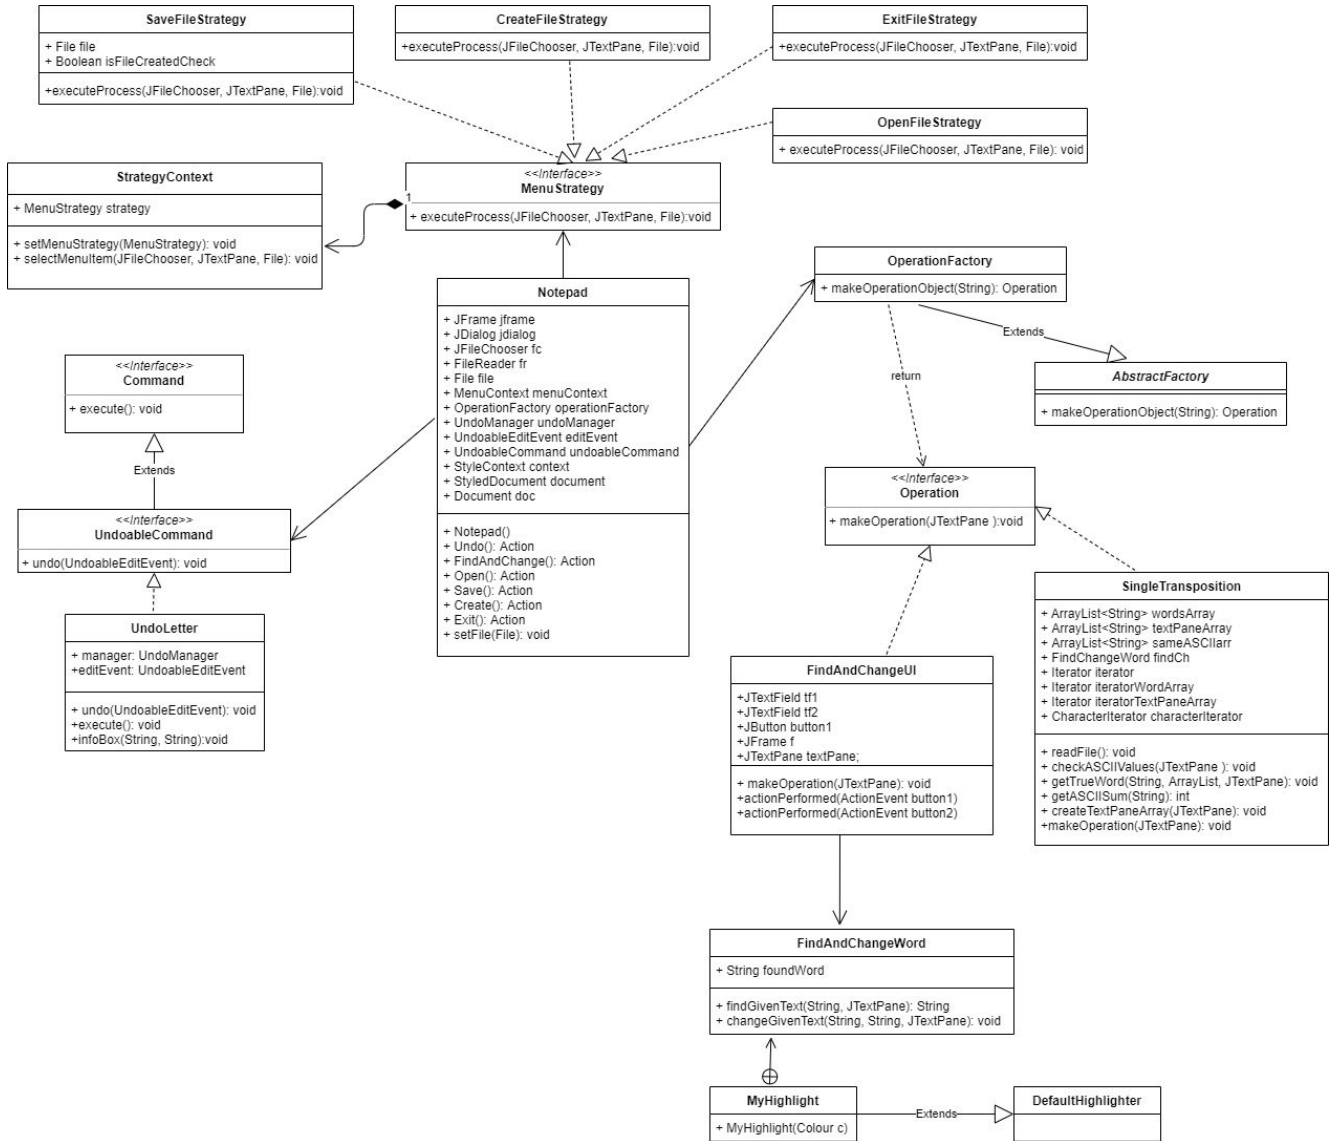 SaveFileStrategy
+ File file
+ Boolean isFileCreatedCheck
+executeProcess(JFileChooser, JTextPane, File):void
CreateFileStrategy
+executeProcess(JFileChooser, JTextPane, File):void
ExitFileStrategy
+executeProcess(JFileChooser, JTextPane, File):void
OpenFileStrategy
+ executeProcess(JFileChooser, JTextPane, File): void
StrategyContext
+ MenuStrategy strategy
+ setMenuStrategy(MenuStrategy): void
+ selectMenuItem(JFileChooser, JTextPane, File): void
1
<<Interface>>
MenuStrategy
+ executeProcess(JFileChooser, JTextPane, File):void
Notepad
+ JFrame jframe
+ JDialog jdialog
+ JFileChooser fc
+ FileReader fr
+ File file
+ MenuContext menuContext
+ OperationFactory operationFactory
+ UndoManager undoManager
+ UndoableEditEvent editEvent
+ UndoableCommand undoableCommand
+ StyleContext context
+ StyledDocument document
+ Document doc
+ Notepad()
+ Undo(): Action
+ FindAndChange(): Action
+ Open(): Action
+ Save(): Action
+ Create(): Action
+ Exit(): Action
+ setFile(File): void
OperationFactory
+ makeOperationObject(String): Operation
Extends
return
AbstractFactory
+ makeOperationObject(String): Operation
<<Interface>>
Command
+ execute(): void
Extends
<<Interface>>
UndoableCommand
+ undo(UndoableEditEvent): void
UndoLetter
+ manager: UndoManager
+editEvent: UndoableEditEvent
+ undo(UndoableEditEvent): void
+execute(): void
+infoBox(String, String):void
<<Interface>>
Operation
+ makeOperation(JTextPane ):void
SingleTransposition
+ ArrayList<String> wordsArray
+ ArrayList<String> textPaneArray
+ ArrayList<String> sameASCIIarr
+ FindChangeWord findCh
+ Iterator iterator
+ Iterator iteratorWordArray
+ Iterator iteratorTextPaneArray
+ CharacterIterator characterIterator
+ readFile(): void
+ checkASCIIValues(JTextPane ): void
+ getTrueWord(String, ArrayList, JTextPane): void
+ getASCIISum(String): int
+ createTextPaneArray(JTextPane): void
+makeOperation(JTextPane): void
FindAndChangeUI
+JTextField tf1
+JTextField tf2
+JButton button1
+JFrame f
+JTextPane textPane;
+ makeOperation(JTextPane): void
+actionPerformed(ActionEvent button1)
+actionPerformed(ActionEvent button2)
FindAndChangeWord
+ String foundWord
+ findGivenText(String, JTextPane): String
+ changeGivenText(String, String, JTextPane): void
MyHighlight
+ MyHighlight(Colour c)
Extends
DefaultHighlighter